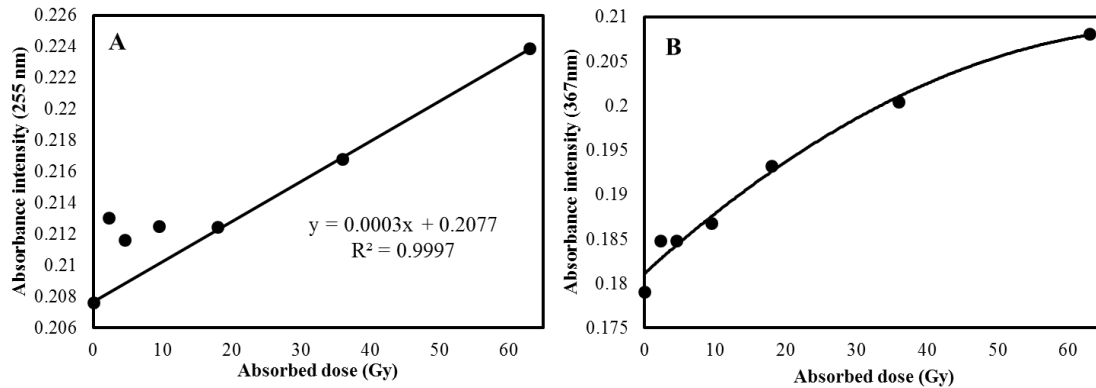 A
Absorbance intensity (255 nm)
0.226
0.224
0.222
0.22
0.218
0.216
0.214
0.212
0.21
0.208
0.206
y = 0.0003x + 0.2077
R² = 0.9997
0 10 20 30 40 50 60
Absorbed dose (Gy)
B
Absorbance intensity (367nm)
0.21
0.205
0.2
0.195
0.19
0.185
0.18
0.175
0 10 20 30 40 50 60
Absorbed dose (Gy)